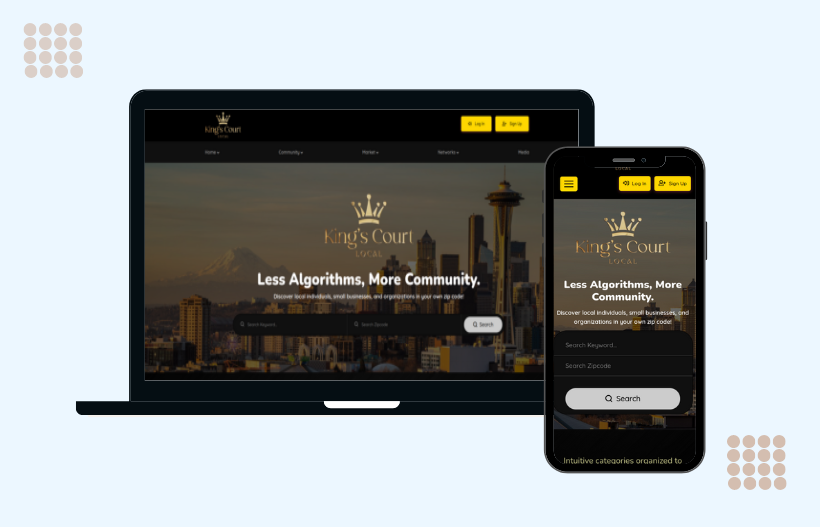 King's Court
LOCAL
Log In
Sign Up
Home
Community
Market
Networks
Media
King's Court
LOCAL
Less Algorithms, More Community.
Discover local individuals, small businesses, and organizations in your own zip code!
Search Keyword...
Search Zipcode
Search
LOCAL
Log In
Sign Up
King's Court
LOCAL
Less Algorithms, More
Community.
Discover local individuals, small businesses, and
organizations in your own zip code!
Search Keyword...
Search Zipcode
Search
Intuitive categories organized to